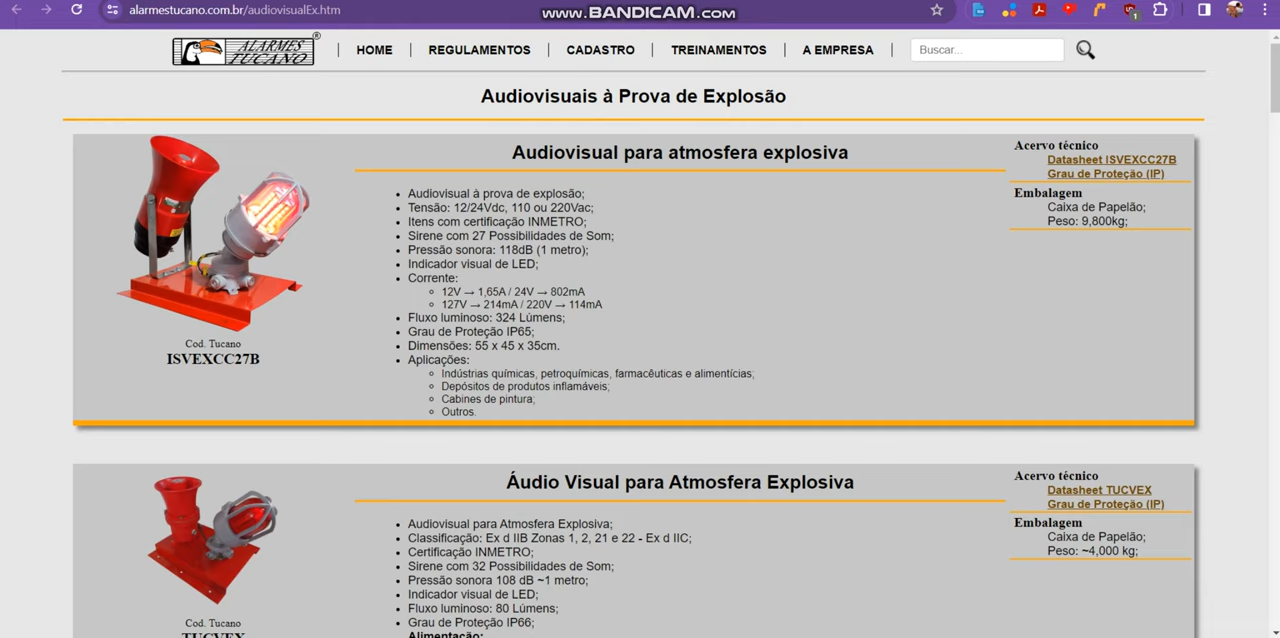 alarmestucano.com.br/audiovisualEx.htm
www.BANDICAM.com
1
ALARMES
TUCANO
®
HOME
REGULAMENTOS
CADASTRO
TREINAMENTOS
A EMPRESA
Buscar...
Audiovisuais à Prova de Explosão
Cod. Tucano
ISVEXCC27B
Audiovisual para atmosfera explosiva
Audiovisual à prova de explosão;
Tensão: 12/24Vdc, 110 ou 220Vac;
Itens com certificação INMETRO;
Sirene com 27 Possibilidades de Som;
Pressão sonora: 118dB (1 metro);
Indicador visual de LED;
Corrente:
12V → 1,65A / 24V → 802mA
127V → 214mA / 220V → 114mA
Fluxo luminoso: 324 Lúmens;
Grau de Proteção IP65;
Dimensões: 55 x 45 x 35cm.
Aplicações:
Indústrias químicas, petroquímicas, farmacêuticas e alimentícias;
Depósitos de produtos inflamáveis;
Cabines de pintura;
Outros.
Acervo técnico
Datasheet ISVEXCC27B
Grau de Proteção (IP)
Embalagem
Caixa de Papelão;
Peso: 9,800kg;
Cod. Tucano
TUCVEX
Áudio Visual para Atmosfera Explosiva
Audiovisual para Atmosfera Explosiva;
Classificação: Ex d IIB Zonas 1, 2, 21 e 22 - Ex d IIC;
Certificação INMETRO;
Sirene com 32 Possibilidades de Som;
Pressão sonora 108 dB ~1 metro;
Indicador visual de LED;
Fluxo luminoso: 80 Lúmens;
Grau de Proteção IP66;
Alimentação:
Acervo técnico
Datasheet TUCVEX
Grau de Proteção (IP)
Embalagem
Caixa de Papelão;
Peso: ~4,000 kg;